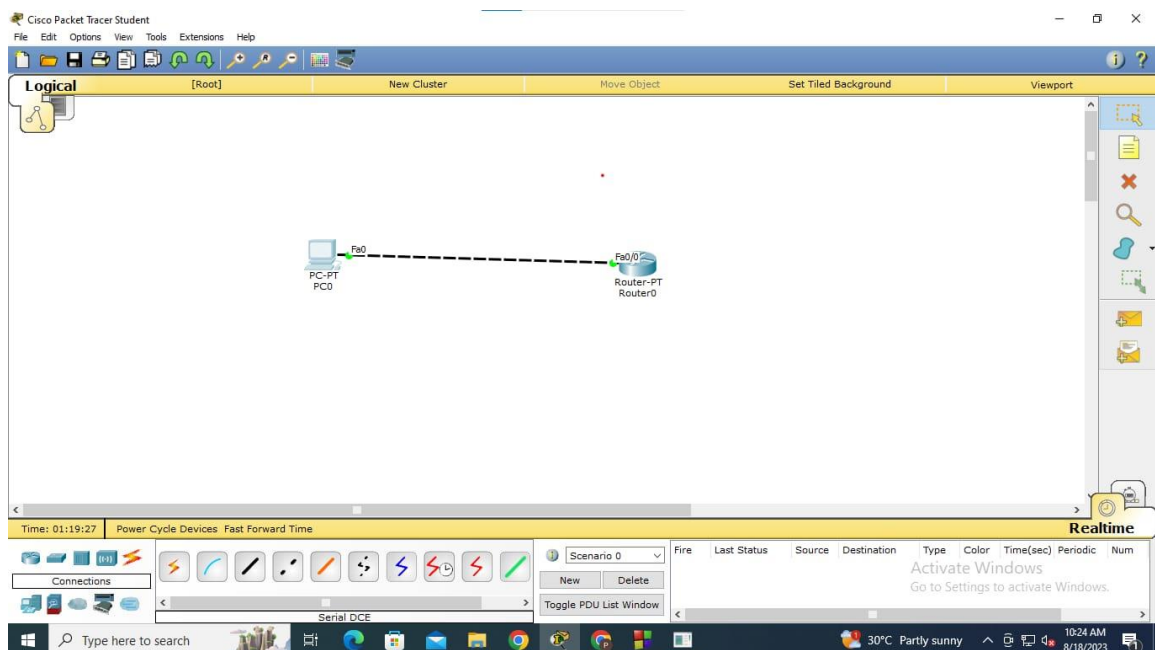 Cisco Packet Tracer Student
File Edit Options View Tools Extensions Help
Logical [Root] New Cluster Move Object Set Tiled Background Viewport
Fa0
PC-PT
PC0
Fa0/0
Router-PT
Router0
Time: 01:19:27 Power Cycle Devices Fast Forward Time Realtime
Connections
Serial DCE
Scenario 0
New Delete
Toggle PDU List Window
Fire Last Status Source Destination Type Color Time(sec) Periodic Num
Activate Windows
Go to Settings to activate Windows.
Type here to search
30°C Partly sunny
10:24 AM
8/18/2023